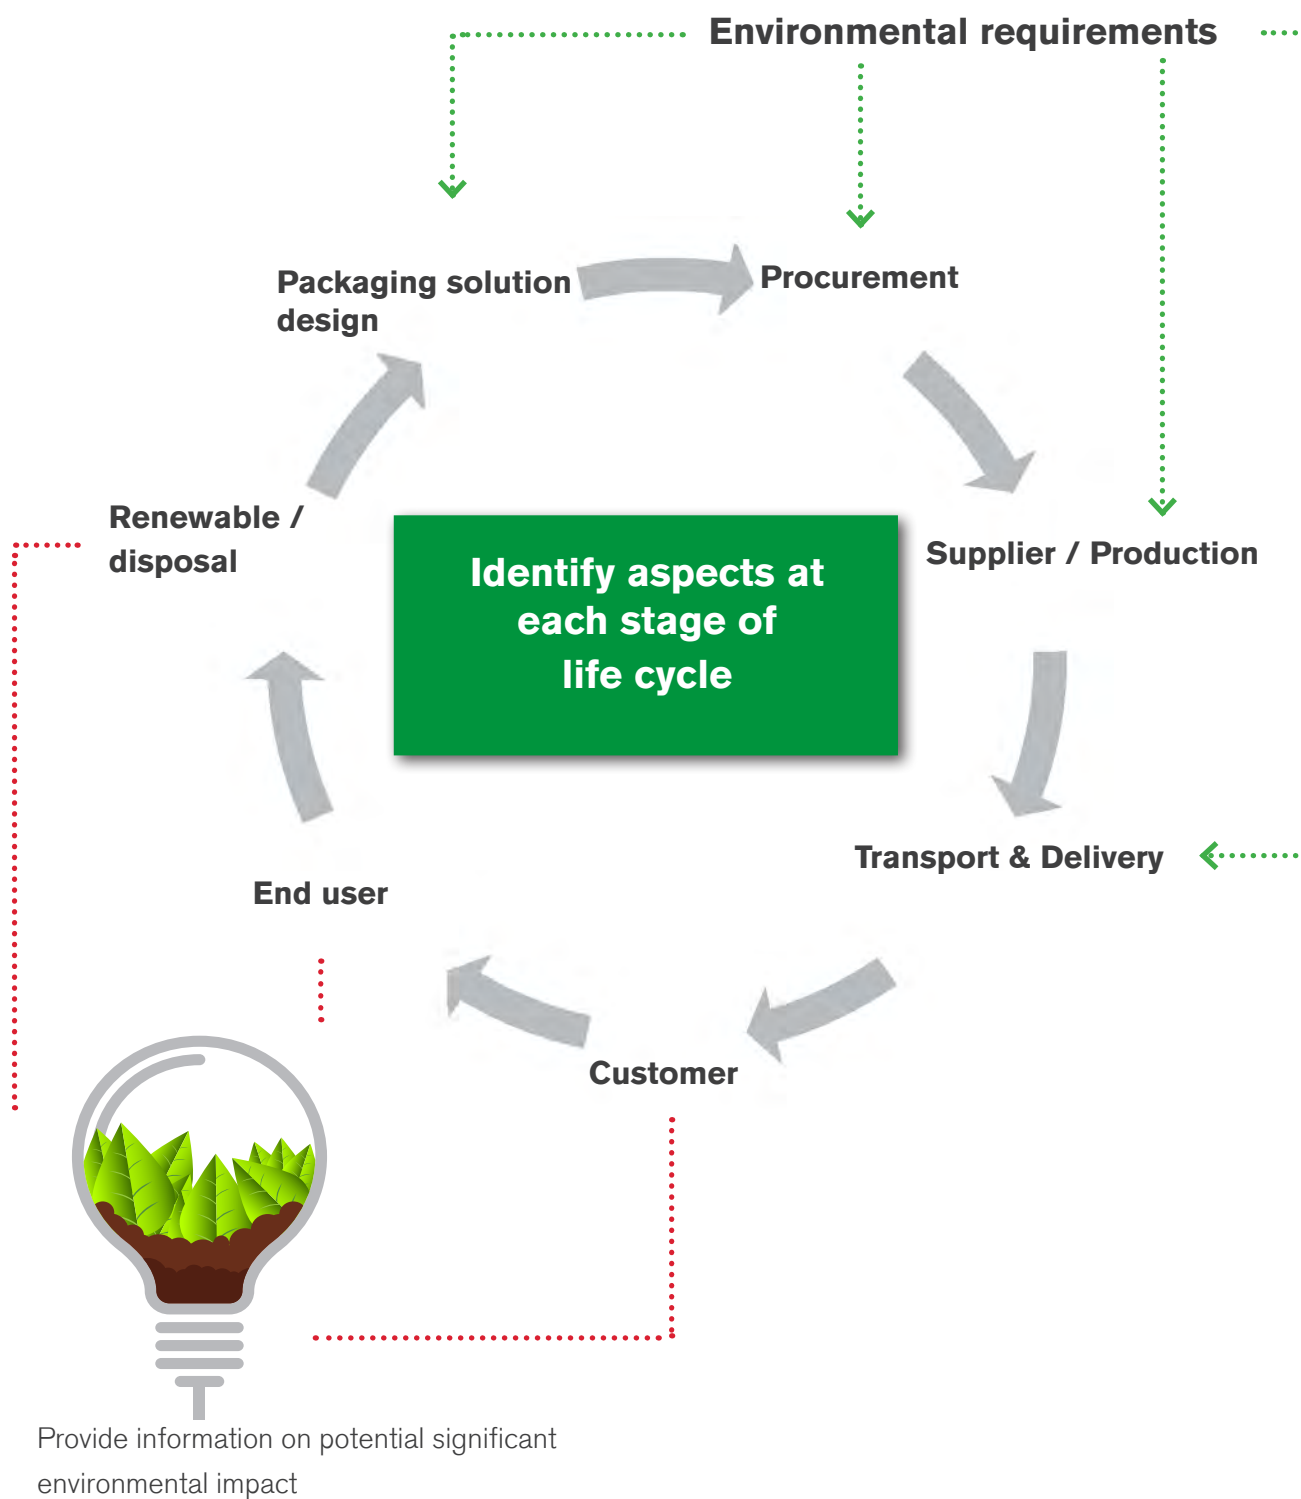 Environmental requirements
Packaging solution
design
Procurement
Renewable /
disposal
Supplier / Production
Identify aspects at
each stage of
life cycle
Transport & Delivery
End user
Customer
Provide information on potential significant
environmental impact